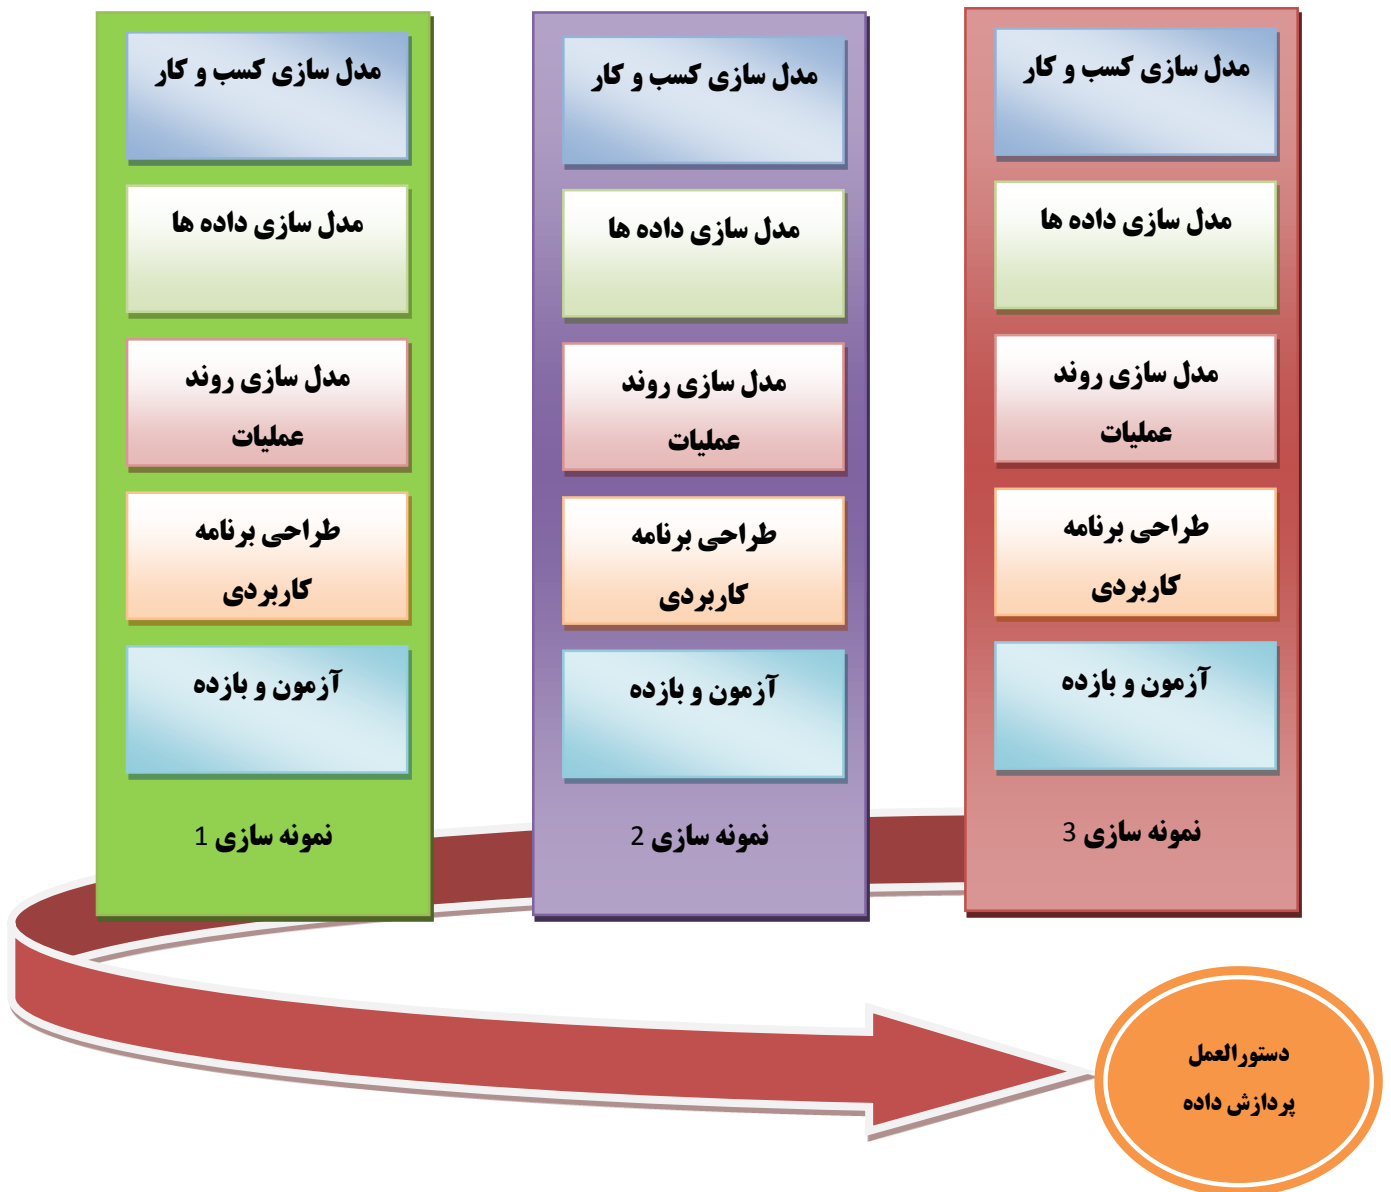 مدل سازی کسب و کار
مدل سازی داده ها
مدل سازی روند
عملیات
طراحی برنامه
کاربردی
آزمون و بازده
نمونه سازی 3
مدل سازی کسب و کار
مدل سازی داده ها
مدل سازی روند
عملیات
طراحی برنامه
کاربردی
آزمون و بازده
نمونه سازی 2
مدل سازی کسب و کار
مدل سازی داده ها
مدل سازی روند
عملیات
طراحی برنامه
کاربردی
آزمون و بازده
نمونه سازی 1
دستورالعمل
پردازش داده